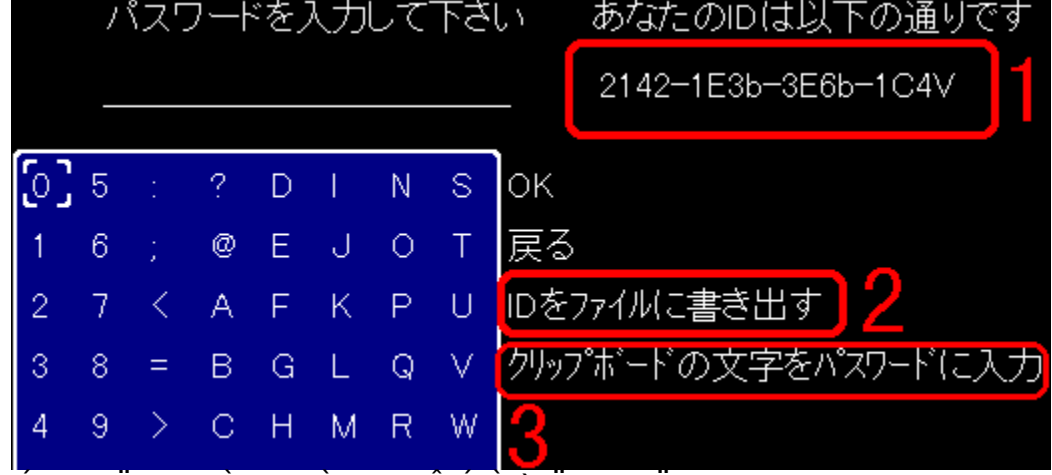 パスワードを入力して下さい
あなたのIDは以下の通りです
2142-1E3b-3E6b-1C4V
1
0 5 : ? D I N S
1 6 ; @ E J O T
2 7 < A F K P U
3 8 = B G L Q V
4 9 > C H M R W
OK
戻る
IDをファイルに書き出す
2
クリップボードの文字をパスワードに入力
3